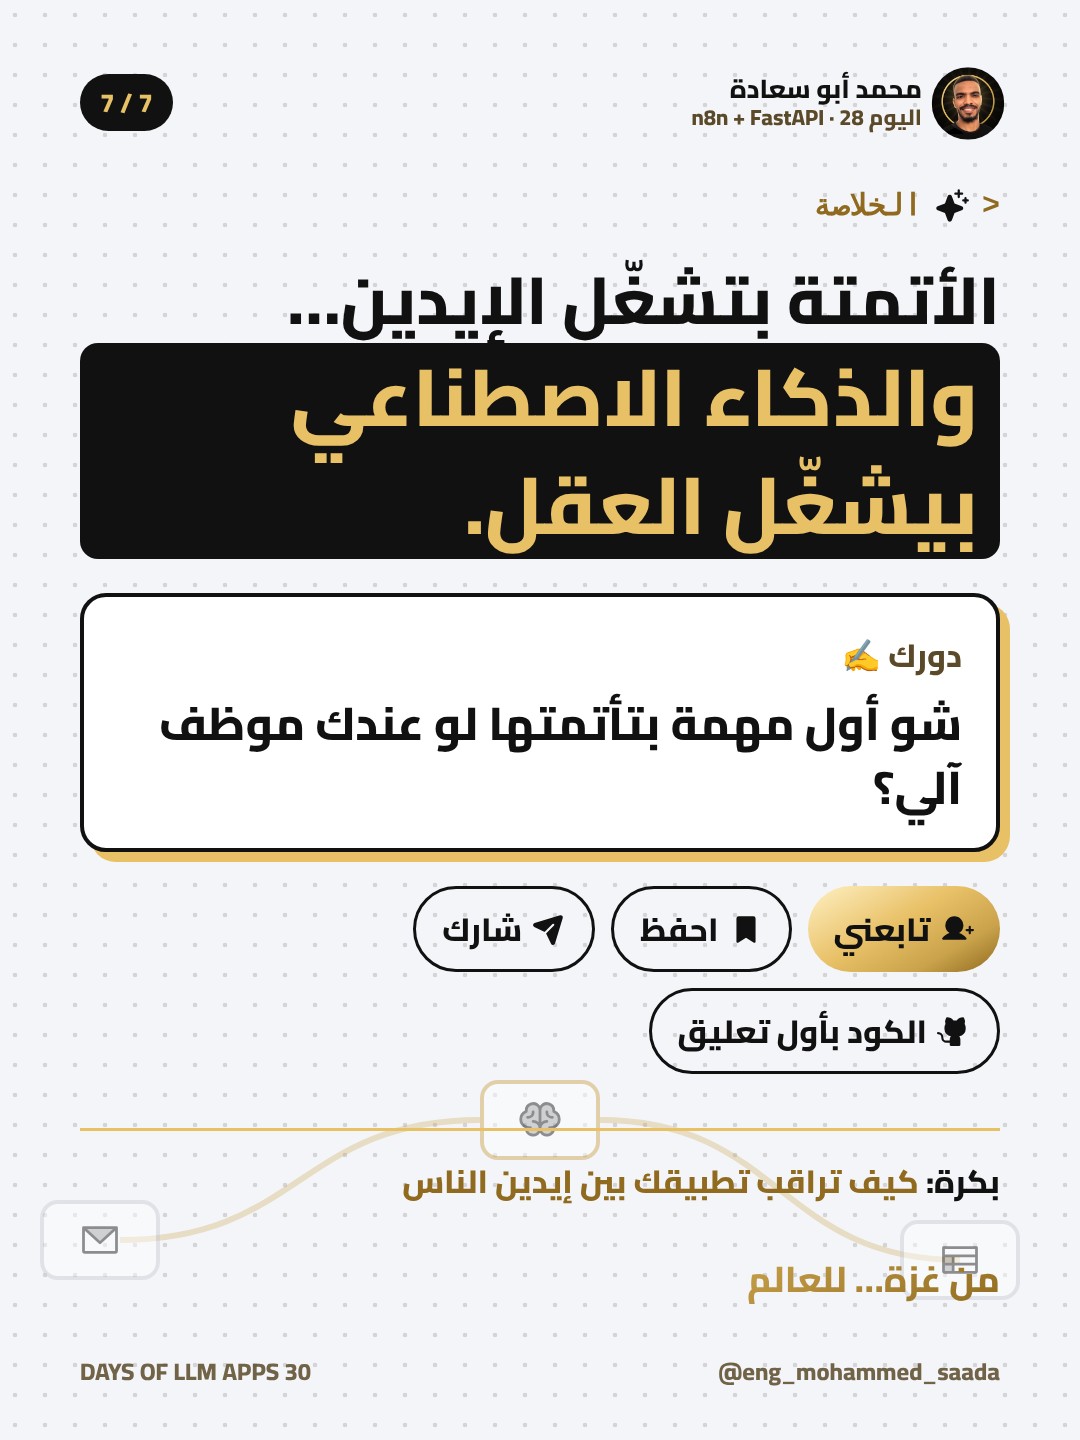 محمد أبو سعادة
اليوم 28 · n8n + FastAPI
7 / 7
> الخلاصة
الأتمتة بتشغّل الإيدين...
والذكاء الاصطناعي
بيشغّل العقل.
دورك ✍️
شو أول مهمة بتأتمتها لو عندك موظف
آلي؟
تابعني
احفظ
شارك
الكود بأول تعليق
بكرة: كيف تراقب تطبيقك بين إيدين الناس
من غزة... للعالم
@eng_mohammed_saada
DAYS OF LLM APPS 30